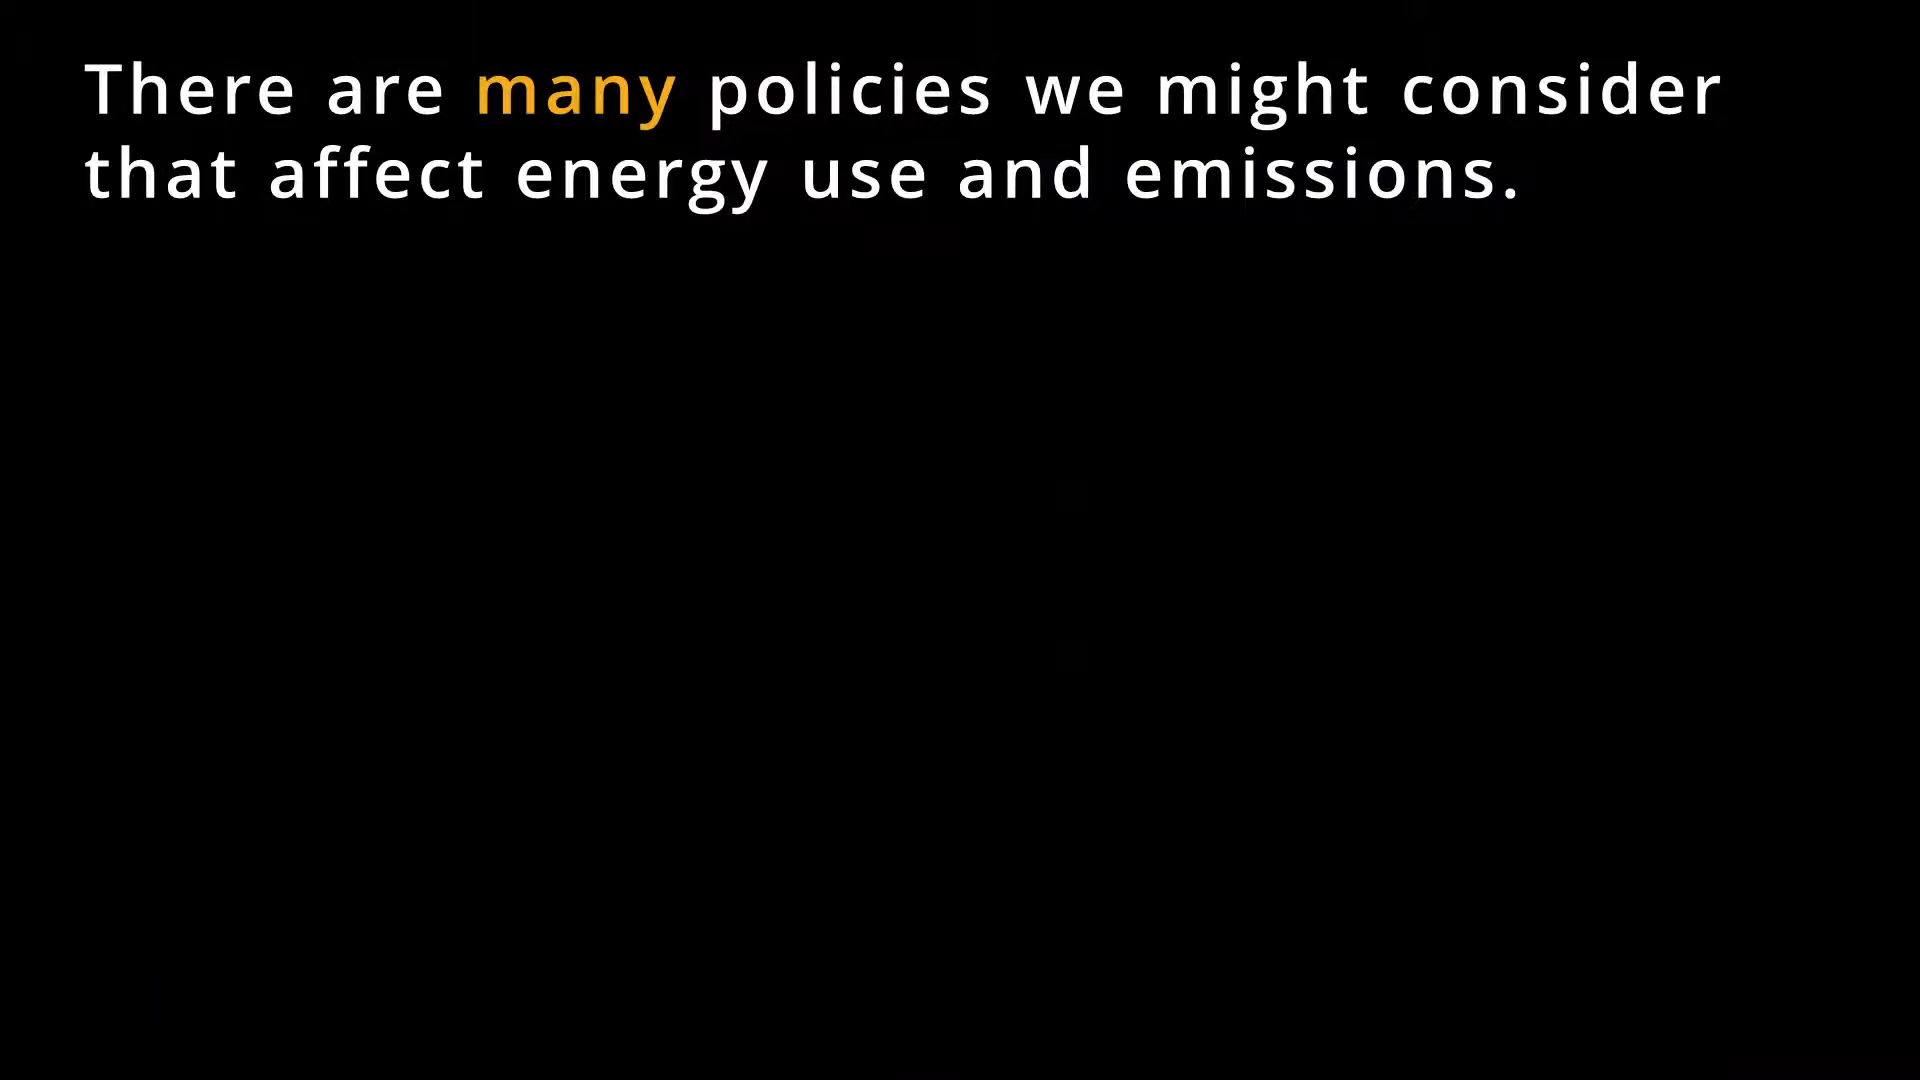 There are many policies we might consider
that affect energy use and emissions.